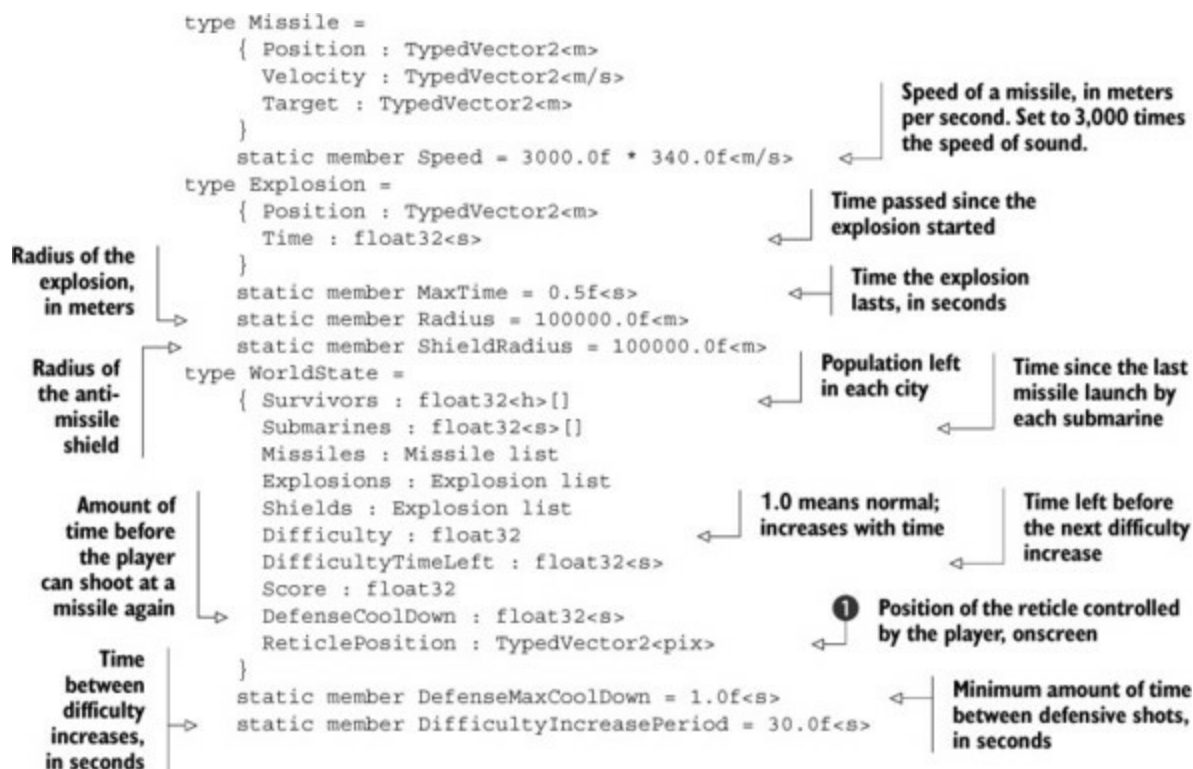 type Missile =
{ Position : TypedVector2<m>
Velocity : TypedVector2<m/s>
Target : TypedVector2<m>
}
static member Speed = 3000.0f * 340.0f<m/s>
Speed of a missile, in meters
per second. Set to 3,000 times
the speed of sound.
type Explosion =
{ Position : TypedVector2<m>
Time : float32<s>
}
Time passed since the
explosion started
static member MaxTime = 0.5f<s>
Time the explosion
lasts, in seconds
Radius of the
explosion,
in meters
static member Radius = 100000.0f<m>
static member ShieldRadius = 100000.0f<m>
Radius of
the anti-
missile
shield
type WorldState =
{ Survivors : float32<h>[]
Population left
in each city
Submarines : float32<s>[]
Time since the last
missile launch by
each submarine
Missiles : Missile list
Explosions : Explosion list
Shields : Explosion list
Difficulty : float32
1.0 means normal;
increases with time
DifficultyTimeLeft : float32<s>
Time left before
the next difficulty
increase
Score : float32
DefenseCoolDown : float32<s>
Amount of
time before
the player
can shoot at a
missile again
ReticlePosition : TypedVector2<pix>
1 Position of the reticle controlled
by the player, onscreen
}
static member DefenseMaxCoolDown = 1.0f<s>
Minimum amount of time
between defensive shots,
in seconds
static member DifficultyIncreasePeriod = 30.0f<s>
Time
between
difficulty
increases,
in seconds